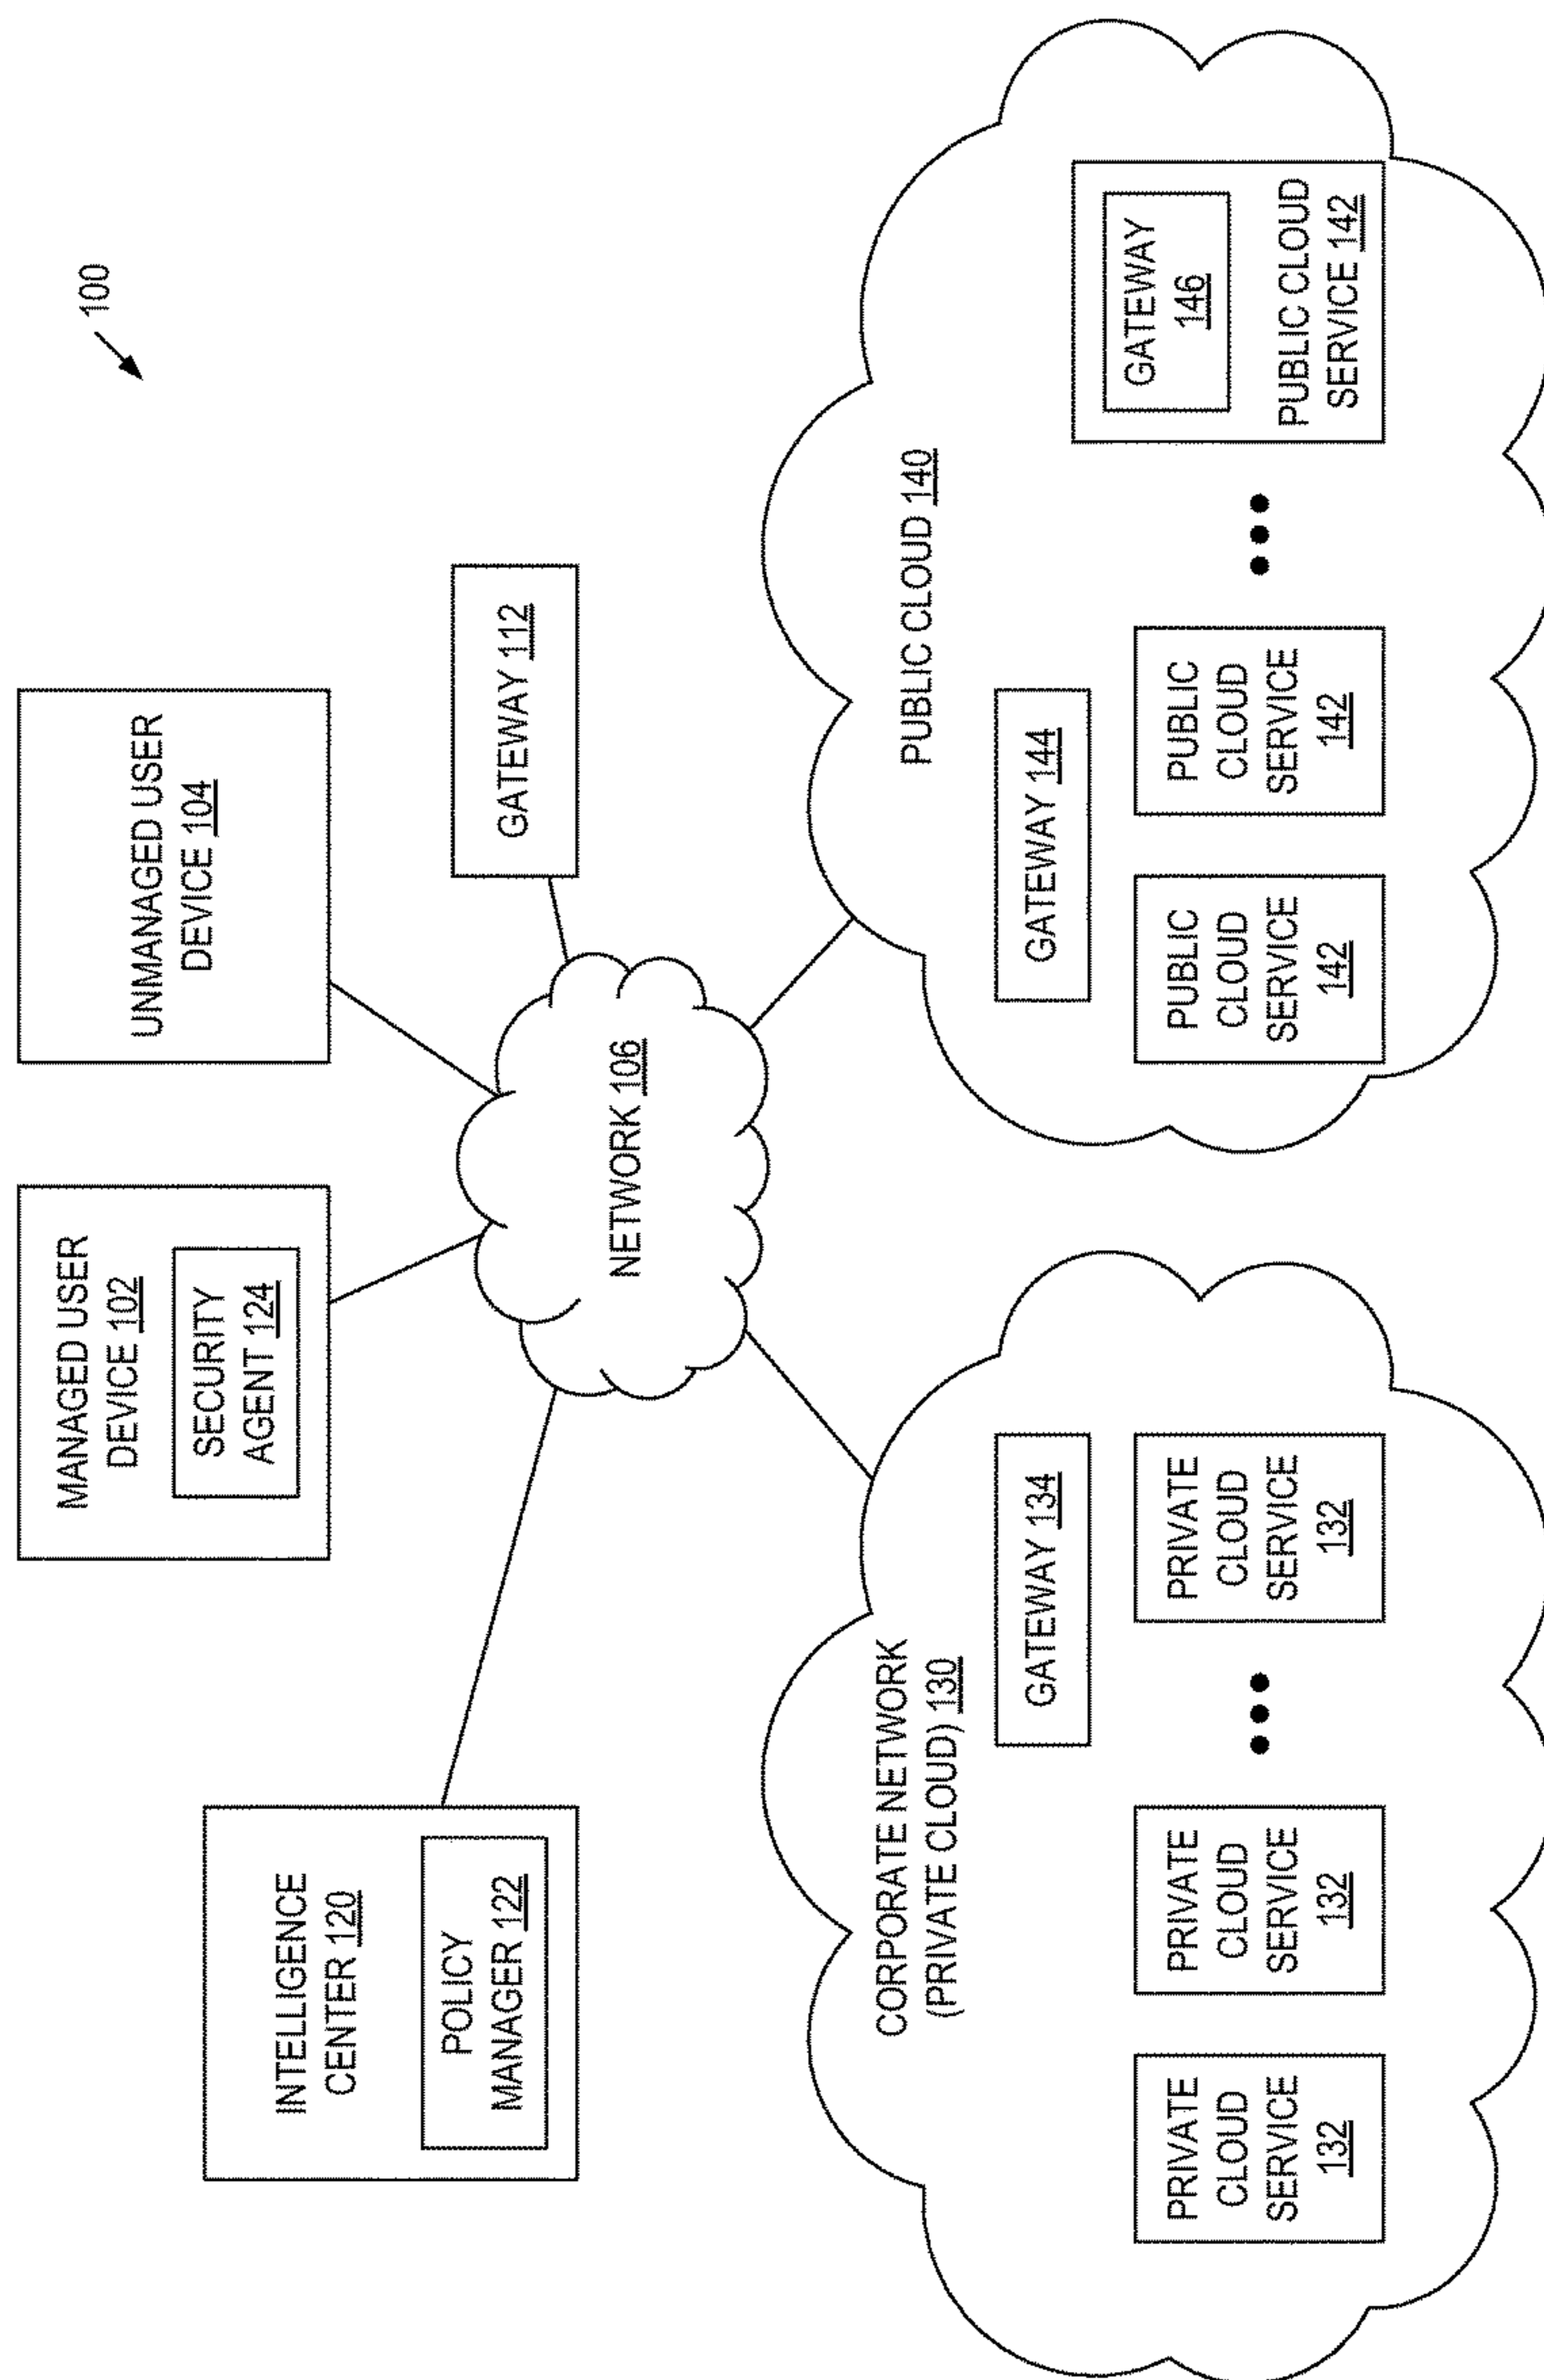 100
INTELLIGENCE
CENTER 120
POLICY
MANAGER 122
MANAGED USER
DEVICE 102
SECURITY
AGENT 124
UNMANAGED USER
DEVICE 104
NETWORK 106
GATEWAY 112
CORPORATE NETWORK
(PRIVATE CLOUD) 130
GATEWAY 134
PRIVATE
CLOUD
SERVICE
132
PRIVATE
CLOUD
SERVICE
132
PRIVATE
CLOUD
SERVICE
132
PUBLIC CLOUD 140
GATEWAY 144
PUBLIC
CLOUD
SERVICE
142
PUBLIC
CLOUD
SERVICE
142
GATEWAY
146
PUBLIC CLOUD
SERVICE 142